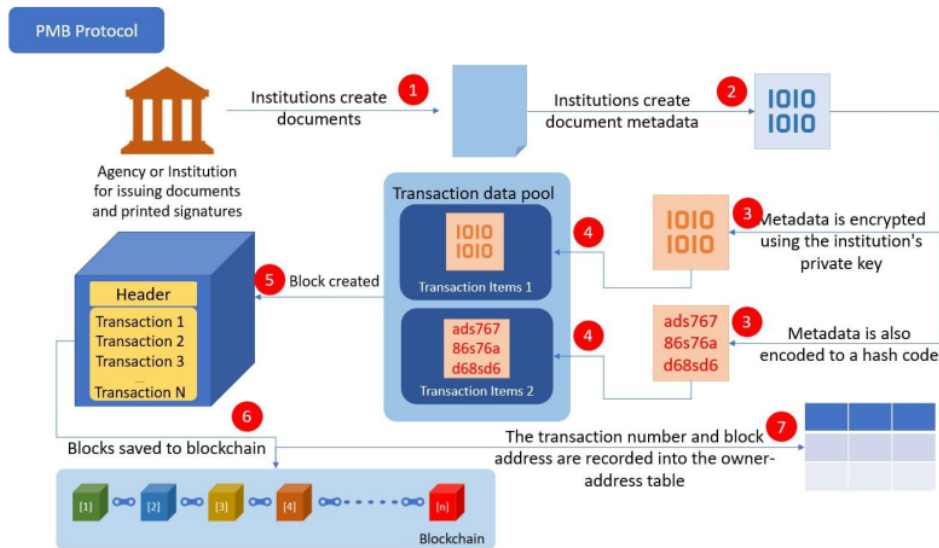 PMB Protocol
Institutions create
documents
1
Institutions create
document metadata
2
1010
1010
Agency or Institution
for issuing documents
and printed signatures
Transaction data pool
1010
1010
Transaction Items 1
4
1010
1010
3
Metadata is encrypted
using the institution's
private key
ads767
86s76a
d68sd6
Transaction Items 2
4
ads767
86s76a
d68sd6
3
Metadata is also
encoded to a hash code
5
Block created
Header
Transaction 1
Transaction 2
Transaction 3
...
Transaction N
6
Blocks saved to blockchain
The transaction number and block
address are recorded into the owner-
address table
7
[1]
[2]
[3]
[4]
[n]
Blockchain